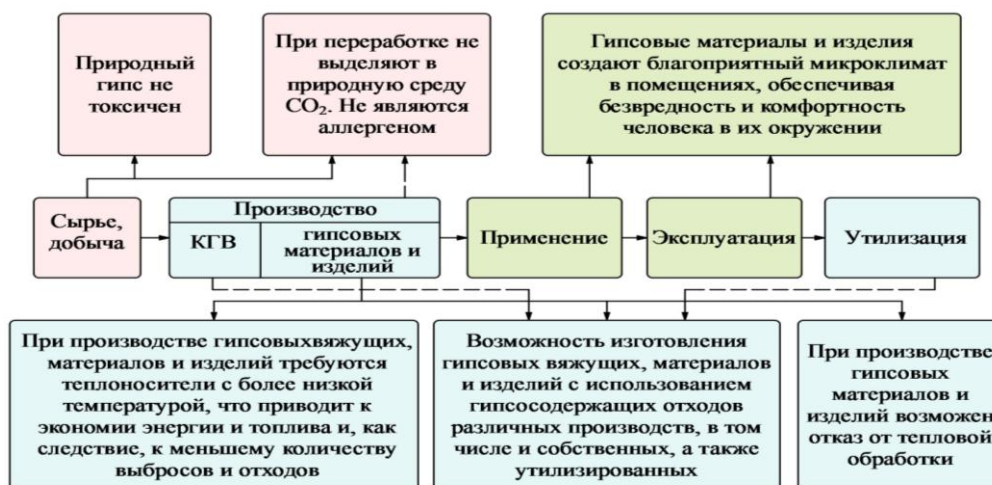 Природный
гипс не
токсичен
При переработке не
выделяют в
природную среду
CO₂. Не являются
аллергеном
Гипсовые материалы и изделия
создают благоприятный микроклимат
в помещениях, обеспечивая
безвредность и комфортность
человека в их окружении
Сырье,
добыча
Производство
КГВ
гипсовых
материалов и
изделий
Применение
Эксплуатация
Утилизация
При производстве гипсовыхвяжущих,
материалов и изделий требуются
теплоносители с более низкой
температурой, что приводит к
экономии энергии и топлива и, как
следствие, к меньшему количеству
выбросов и отходов
Возможность изготовления
гипсовых вяжущих, материалов
и изделий с использованием
гипсосодержащих отходов
различных производств, в том
числе и собственных, а также
утилизированных
При производстве
гипсовых
материалов и
изделий возможен
отказ от тепловой
обработки